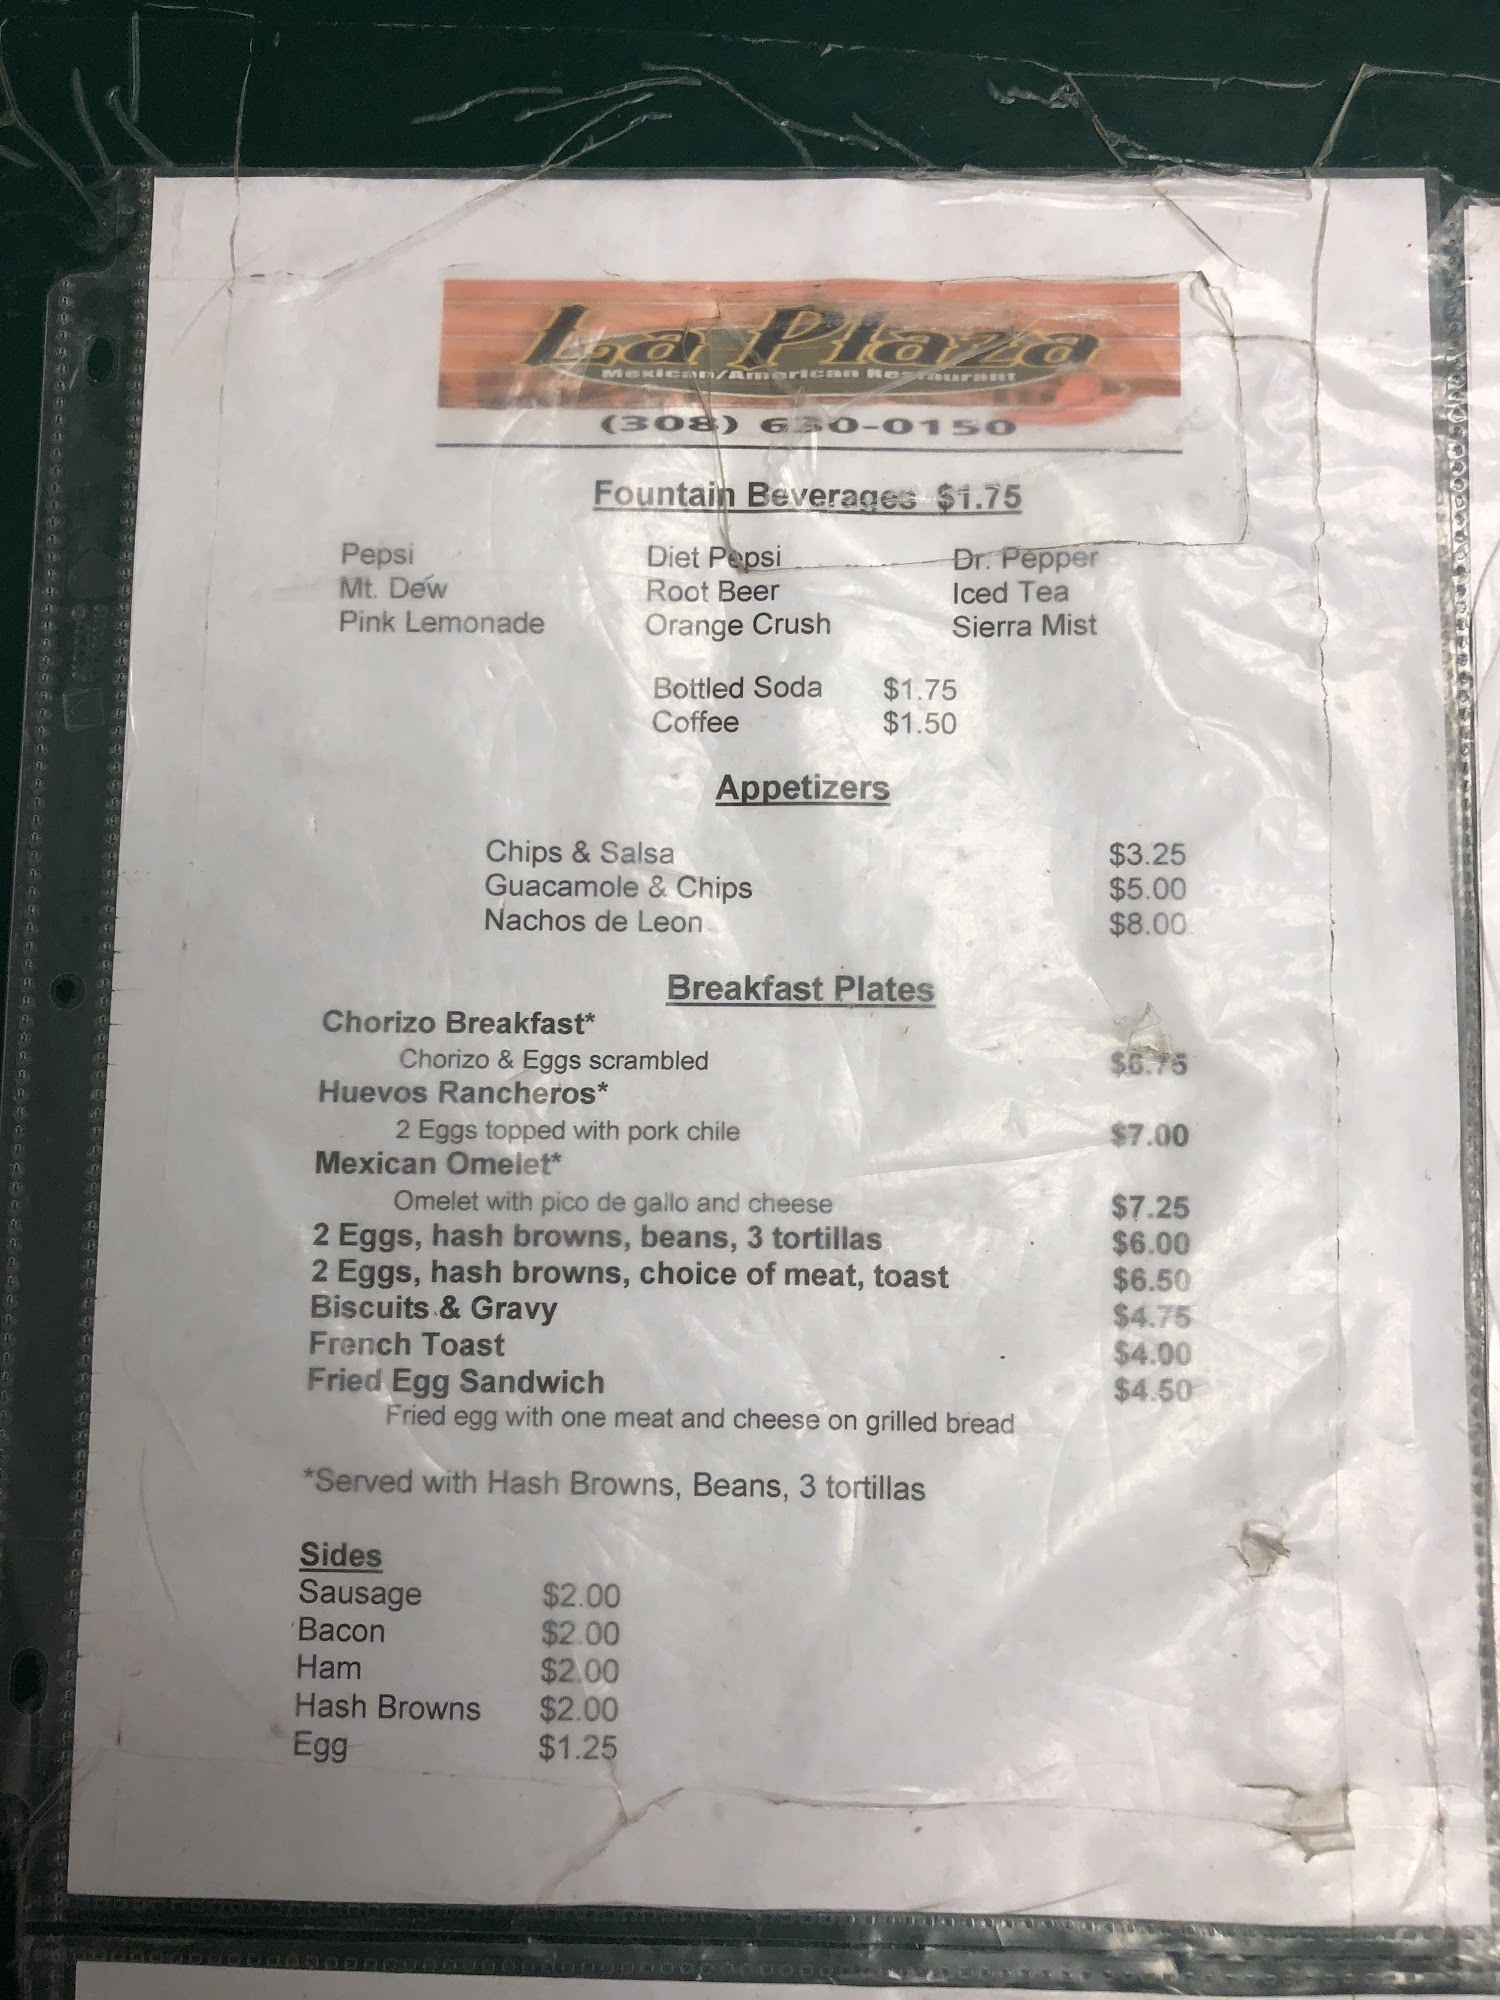 La Plaza
Mexican/American Restaurant
(308) 630-0150
Fountain Beverages $1.75
Pepsi Diet Pepsi Dr. Pepper
Mt. Dew Root Beer Iced Tea
Pink Lemonade Orange Crush Sierra Mist
Bottled Soda $1.75
Coffee $1.50
Appetizers
Chips & Salsa $3.25
Guacamole & Chips $5.00
Nachos de Leon $8.00
Breakfast Plates
Chorizo Breakfast*
Chorizo & Eggs scrambled $6.75
Huevos Rancheros*
2 Eggs topped with pork chile $7.00
Mexican Omelet*
Omelet with pico de gallo and cheese $7.25
2 Eggs, hash browns, beans, 3 tortillas $6.00
2 Eggs, hash browns, choice of meat, toast $6.50
Biscuits & Gravy $4.75
French Toast $4.00
Fried Egg Sandwich $4.50
Fried egg with one meat and cheese on grilled bread
*Served with Hash Browns, Beans, 3 tortillas
Sides
Sausage $2.00
Bacon $2.00
Ham $2.00
Hash Browns $2.00
Egg $1.25